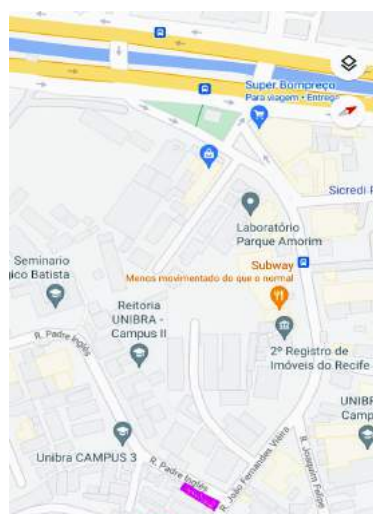 Super Bompreço
Para viagem • Entrega
Sicredi
Laboratório
Parque Amorim
Seminario
gico Batista
Subway
Menos movimentado do que o normal
Reitoria
UNIBRA -
Campus II
2º Registro de
Imóveis do Recife
R. Padre Inglês
UNIBR
Camp
Unibra CAMPUS 3
R. Padre Inglês
R. João Fernandes Vieira
R. Joaquim Felipe